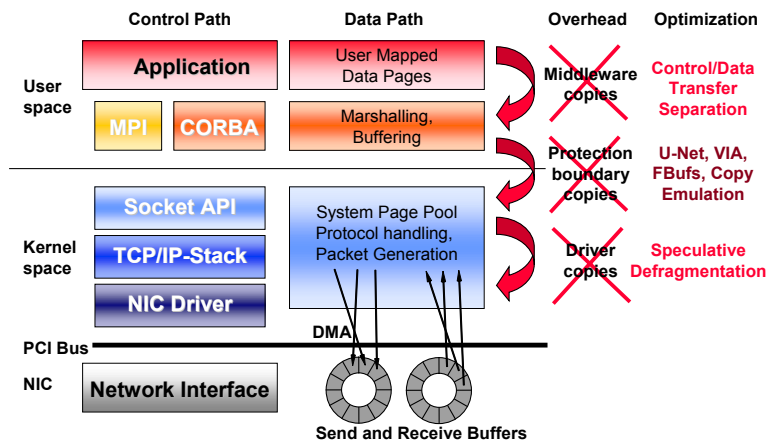 Control Path
Data Path
Overhead
Optimization
User
space
Application
User Mapped
Data Pages
Middleware
copies
Control/Data
Transfer
Separation
MPI
CORBA
Marshalling,
Buffering
Protection
boundary
copies
U-Net, VIA,
FBufs, Copy
Emulation
Kernel
space
Socket API
TCP/IP-Stack
NIC Driver
System Page Pool
Protocol handling,
Packet Generation
Driver
copies
Speculative
Defragmentation
DMA
PCI Bus
NIC
Network Interface
Send and Receive Buffers